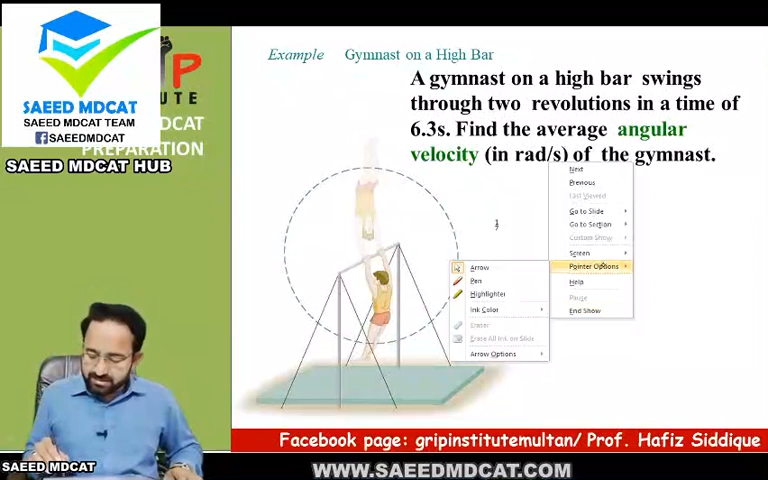 SAEED MDCAT
SAEED MDCAT TEAM
SAEEDMDCAT
P
UTE
DCAT
PREPARATION
SAEED MDCAT HUB
Example Gymnast on a High Bar
A gymnast on a high bar swings
through two revolutions in a time of
6.3s. Find the average angular
velocity (in rad/s) of the gymnast.
Next
Previous
Last Viewed
Go to Slide
Go to Section
Custom Show
Screen
Pointer Options
Help
Pause
End Show
Arrow
Pen
Highlighter
Ink Color
Eraser
Erase All Ink on Slide
Arrow Options
Facebook page: gripinstitutemultan/ Prof. Hafiz Siddique
SAEED MDCAT
WWW.SAEEDMDCAT.COM